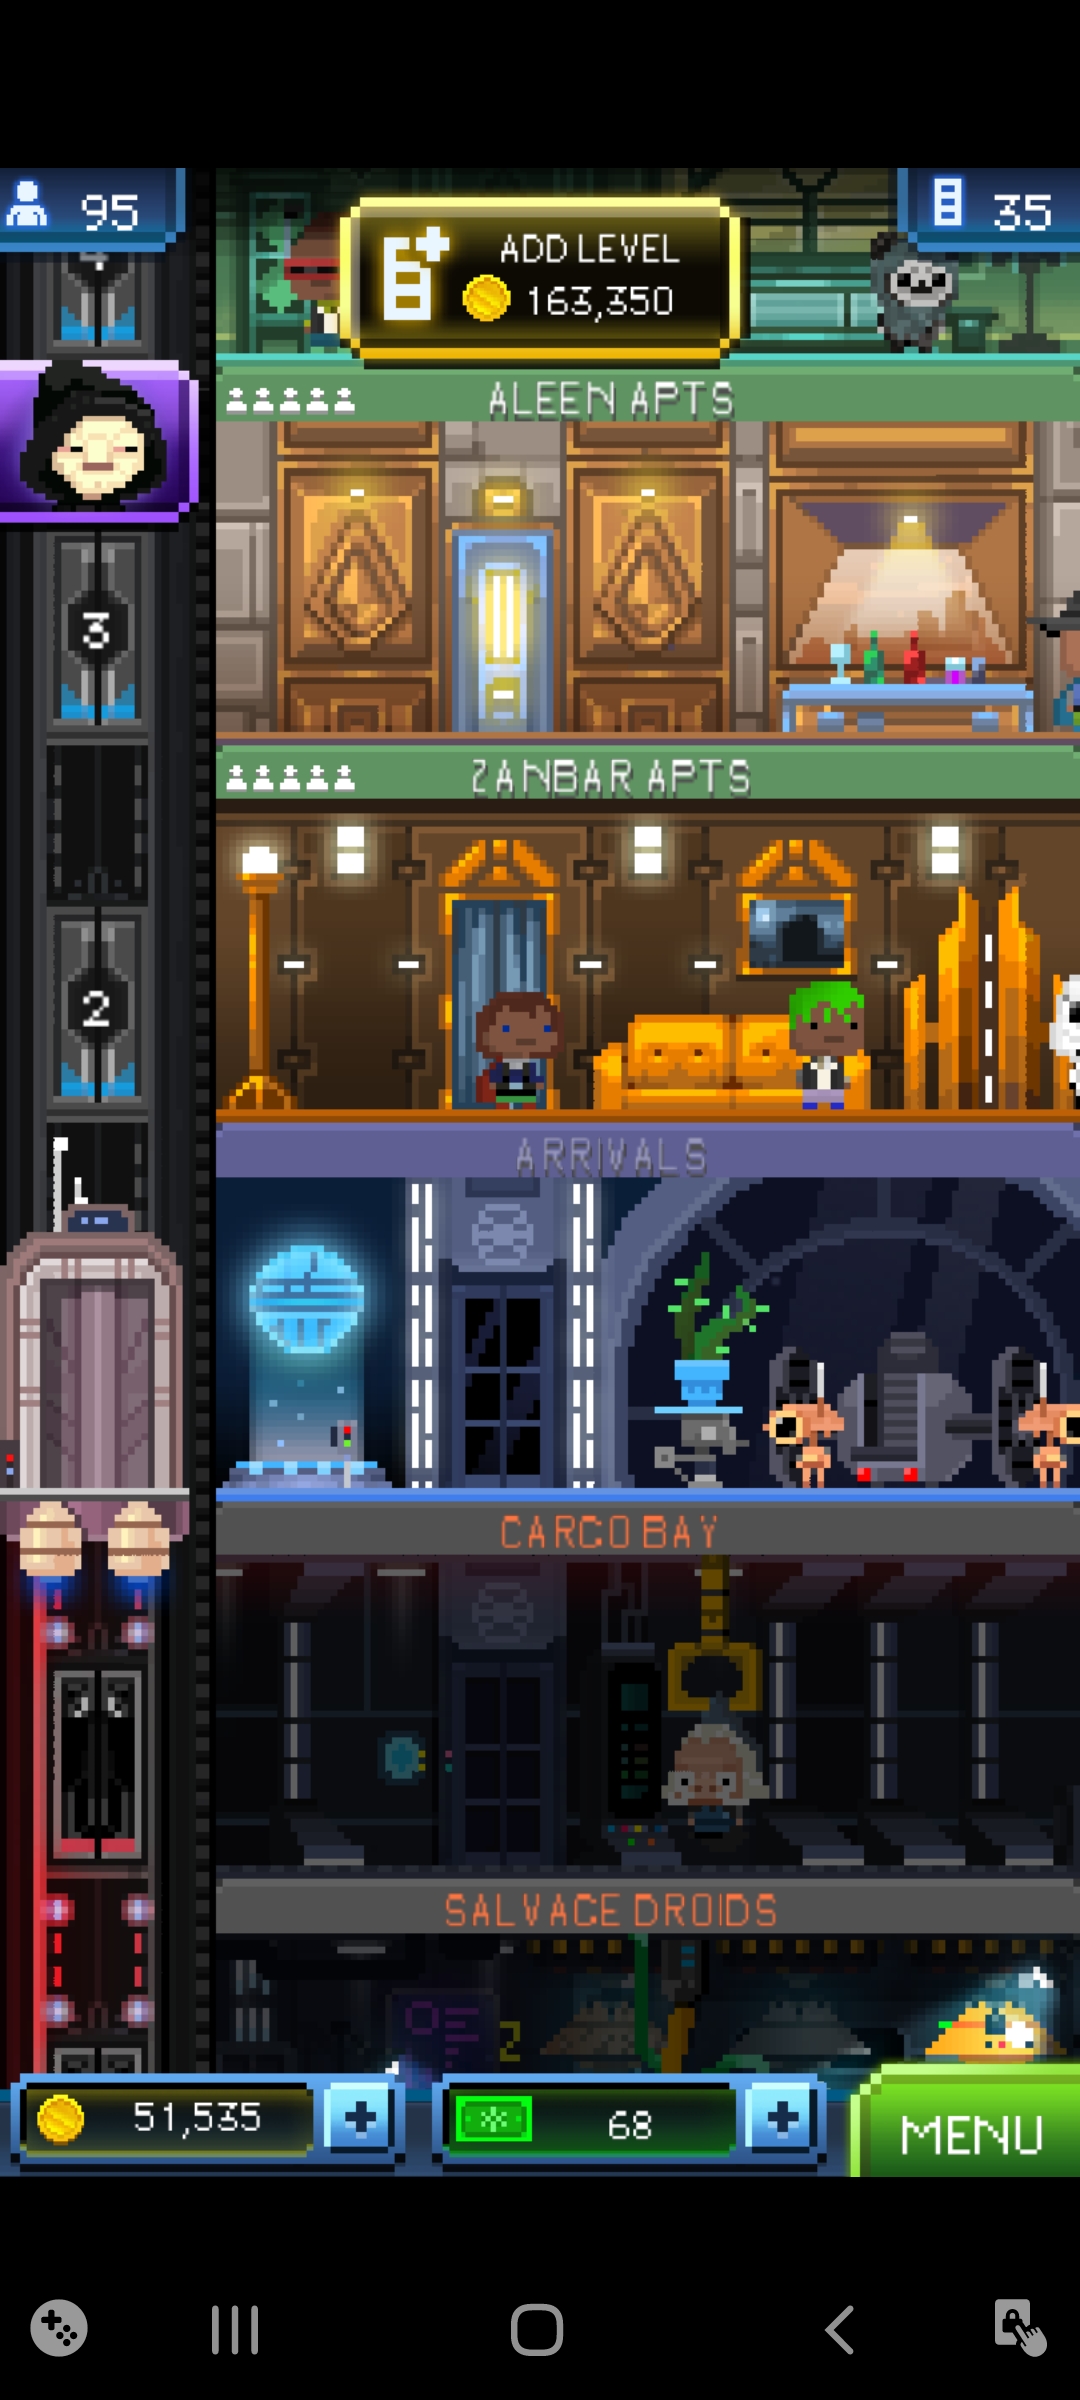 95
ADD LEVEL
163,350
35
ALEEN APTS
3
ZANBAR APTS
2
ARRIVALS
CARGO BAY
SALVAGE DROIDS
2
51,535
68
MENU